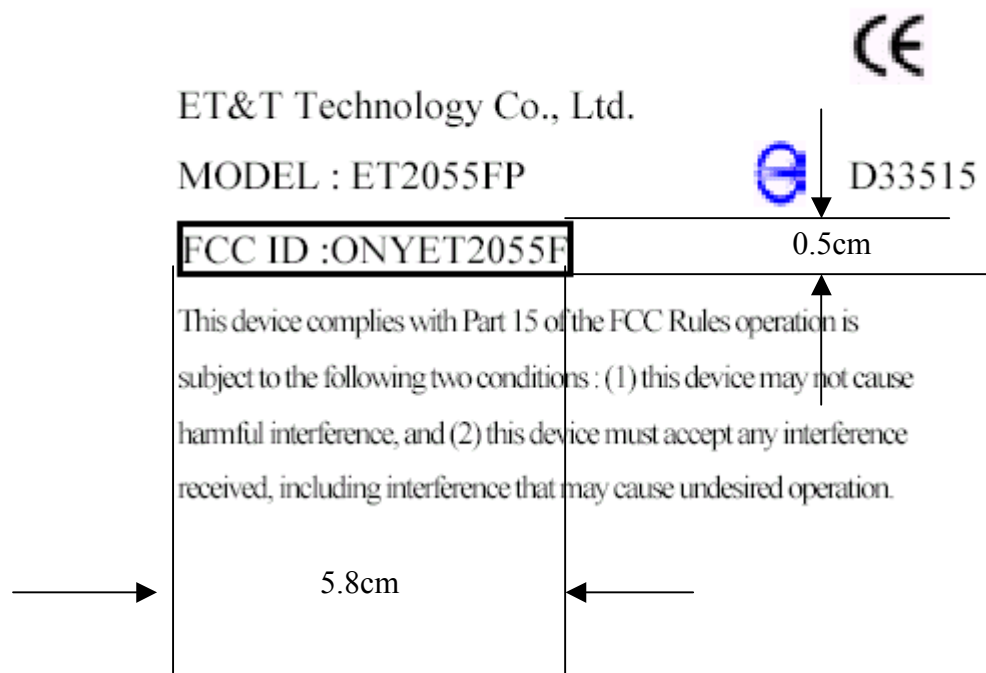 CE
ET&T Technology Co., Ltd.
MODEL : ET2055FP
D33515
FCC ID :ONYET2055F
0.5cm
This device complies with Part 15 of the FCC Rules operation is
subject to the following two conditions : (1) this device may not cause
harmful interference, and (2) this device must accept any interference
received, including interference that may cause undesired operation.
5.8cm